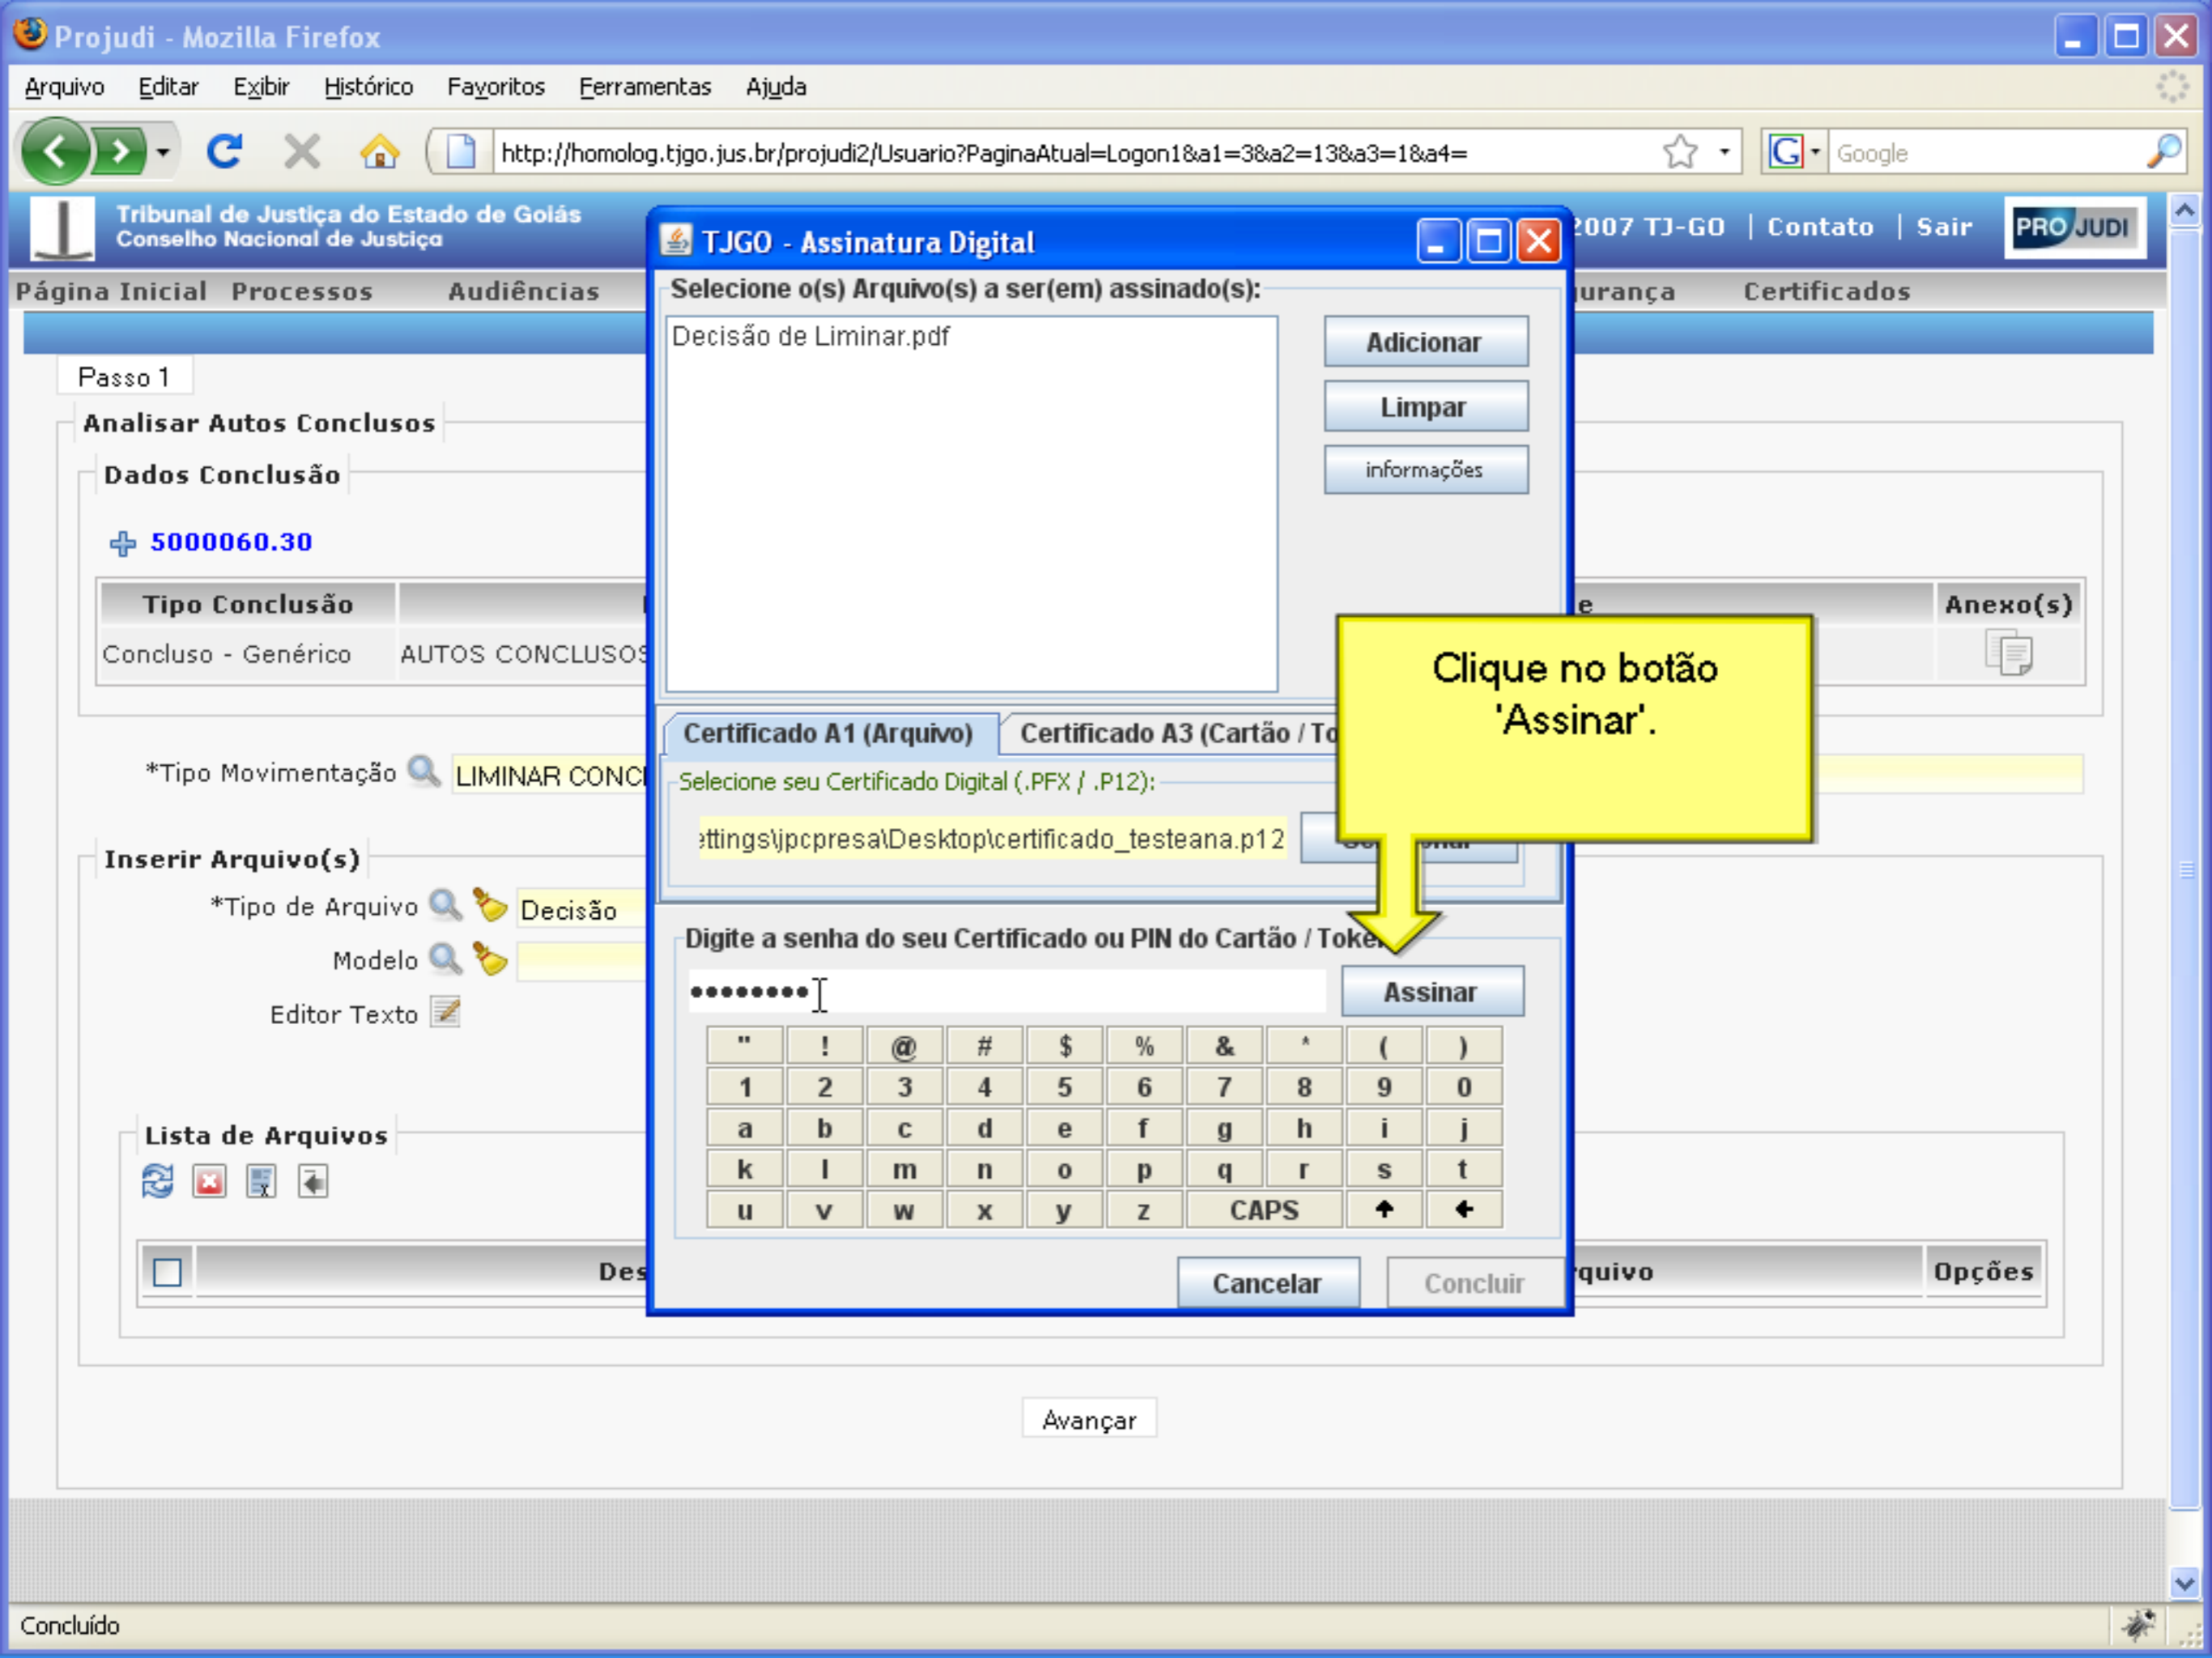 Projudi - Mozilla Firefox
Arquivo Editar Exibir Histórico Favoritos Ferramentas Ajuda
http://homolog.tjgo.jus.br/projudi2/Usuario?PaginaAtual=Logon1&a1=3&a2=13&a3=1&a4=
Google
Tribunal de Justiça do Estado de Goiás
Conselho Nacional de Justiça
2007 TJ-GO | Contato | Sair
PROJUDI
Página Inicial Processos Audiências
urança Certificados
Passo 1
Analisar Autos Conclusos
Dados Conclusão
5000060.30
Tipo Conclusão
e Anexo(s)
Concluso - Genérico AUTOS CONCLUSOS
*Tipo Movimentação LIMINAR CONC
Inserir Arquivo(s)
*Tipo de Arquivo Decisão
Modelo
Editor Texto
Lista de Arquivos
Des
quivo Opções
Avançar
TJGO - Assinatura Digital
Selecione o(s) Arquivo(s) a ser(em) assinado(s):
Decisão de Liminar.pdf
Adicionar
Limpar
informações
Certificado A1 (Arquivo) Certificado A3 (Cartão / To
Selecione seu Certificado Digital (.PFX / .P12):
ettings\jpcpresa\Desktop\certificado_testeana.p12
Clique no botão
'Assinar'.
Digite a senha do seu Certificado ou PIN do Cartão / Toke
••••••••
Assinar
" ! @ # $ % & * ( )
1 2 3 4 5 6 7 8 9 0
a b c d e f g h i j
k l m n o p q r s t
u v w x y z CAPS
Cancelar Concluir
Concluído